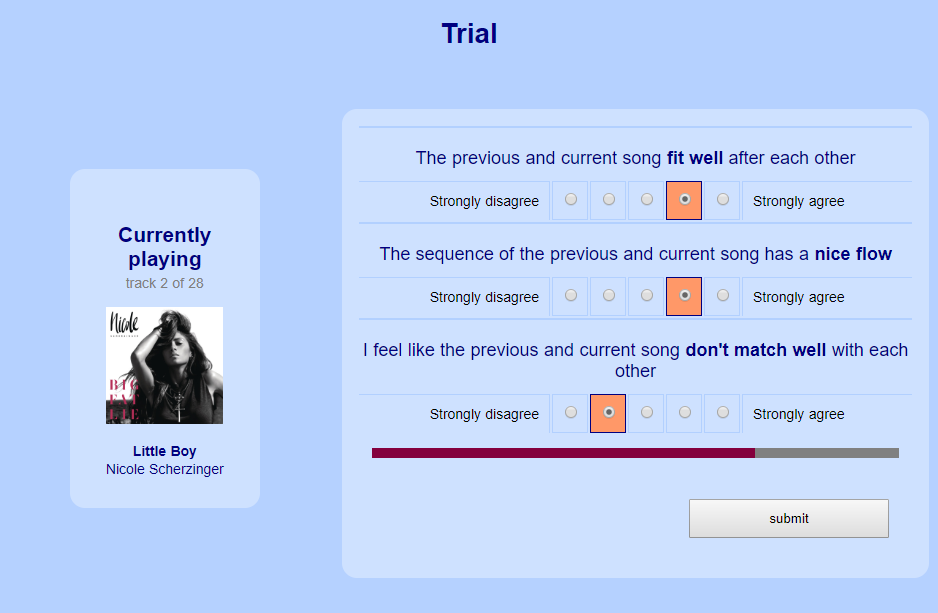 Trial
Currently
playing
track 2 of 28
Nicole
SCHERZINGER
BIG
FAT
LIE
Little Boy
Nicole Scherzinger
The previous and current song fit well after each other
Strongly disagree Strongly agree
The sequence of the previous and current song has a nice flow
Strongly disagree Strongly agree
I feel like the previous and current song don't match well with each
other
Strongly disagree Strongly agree
submit